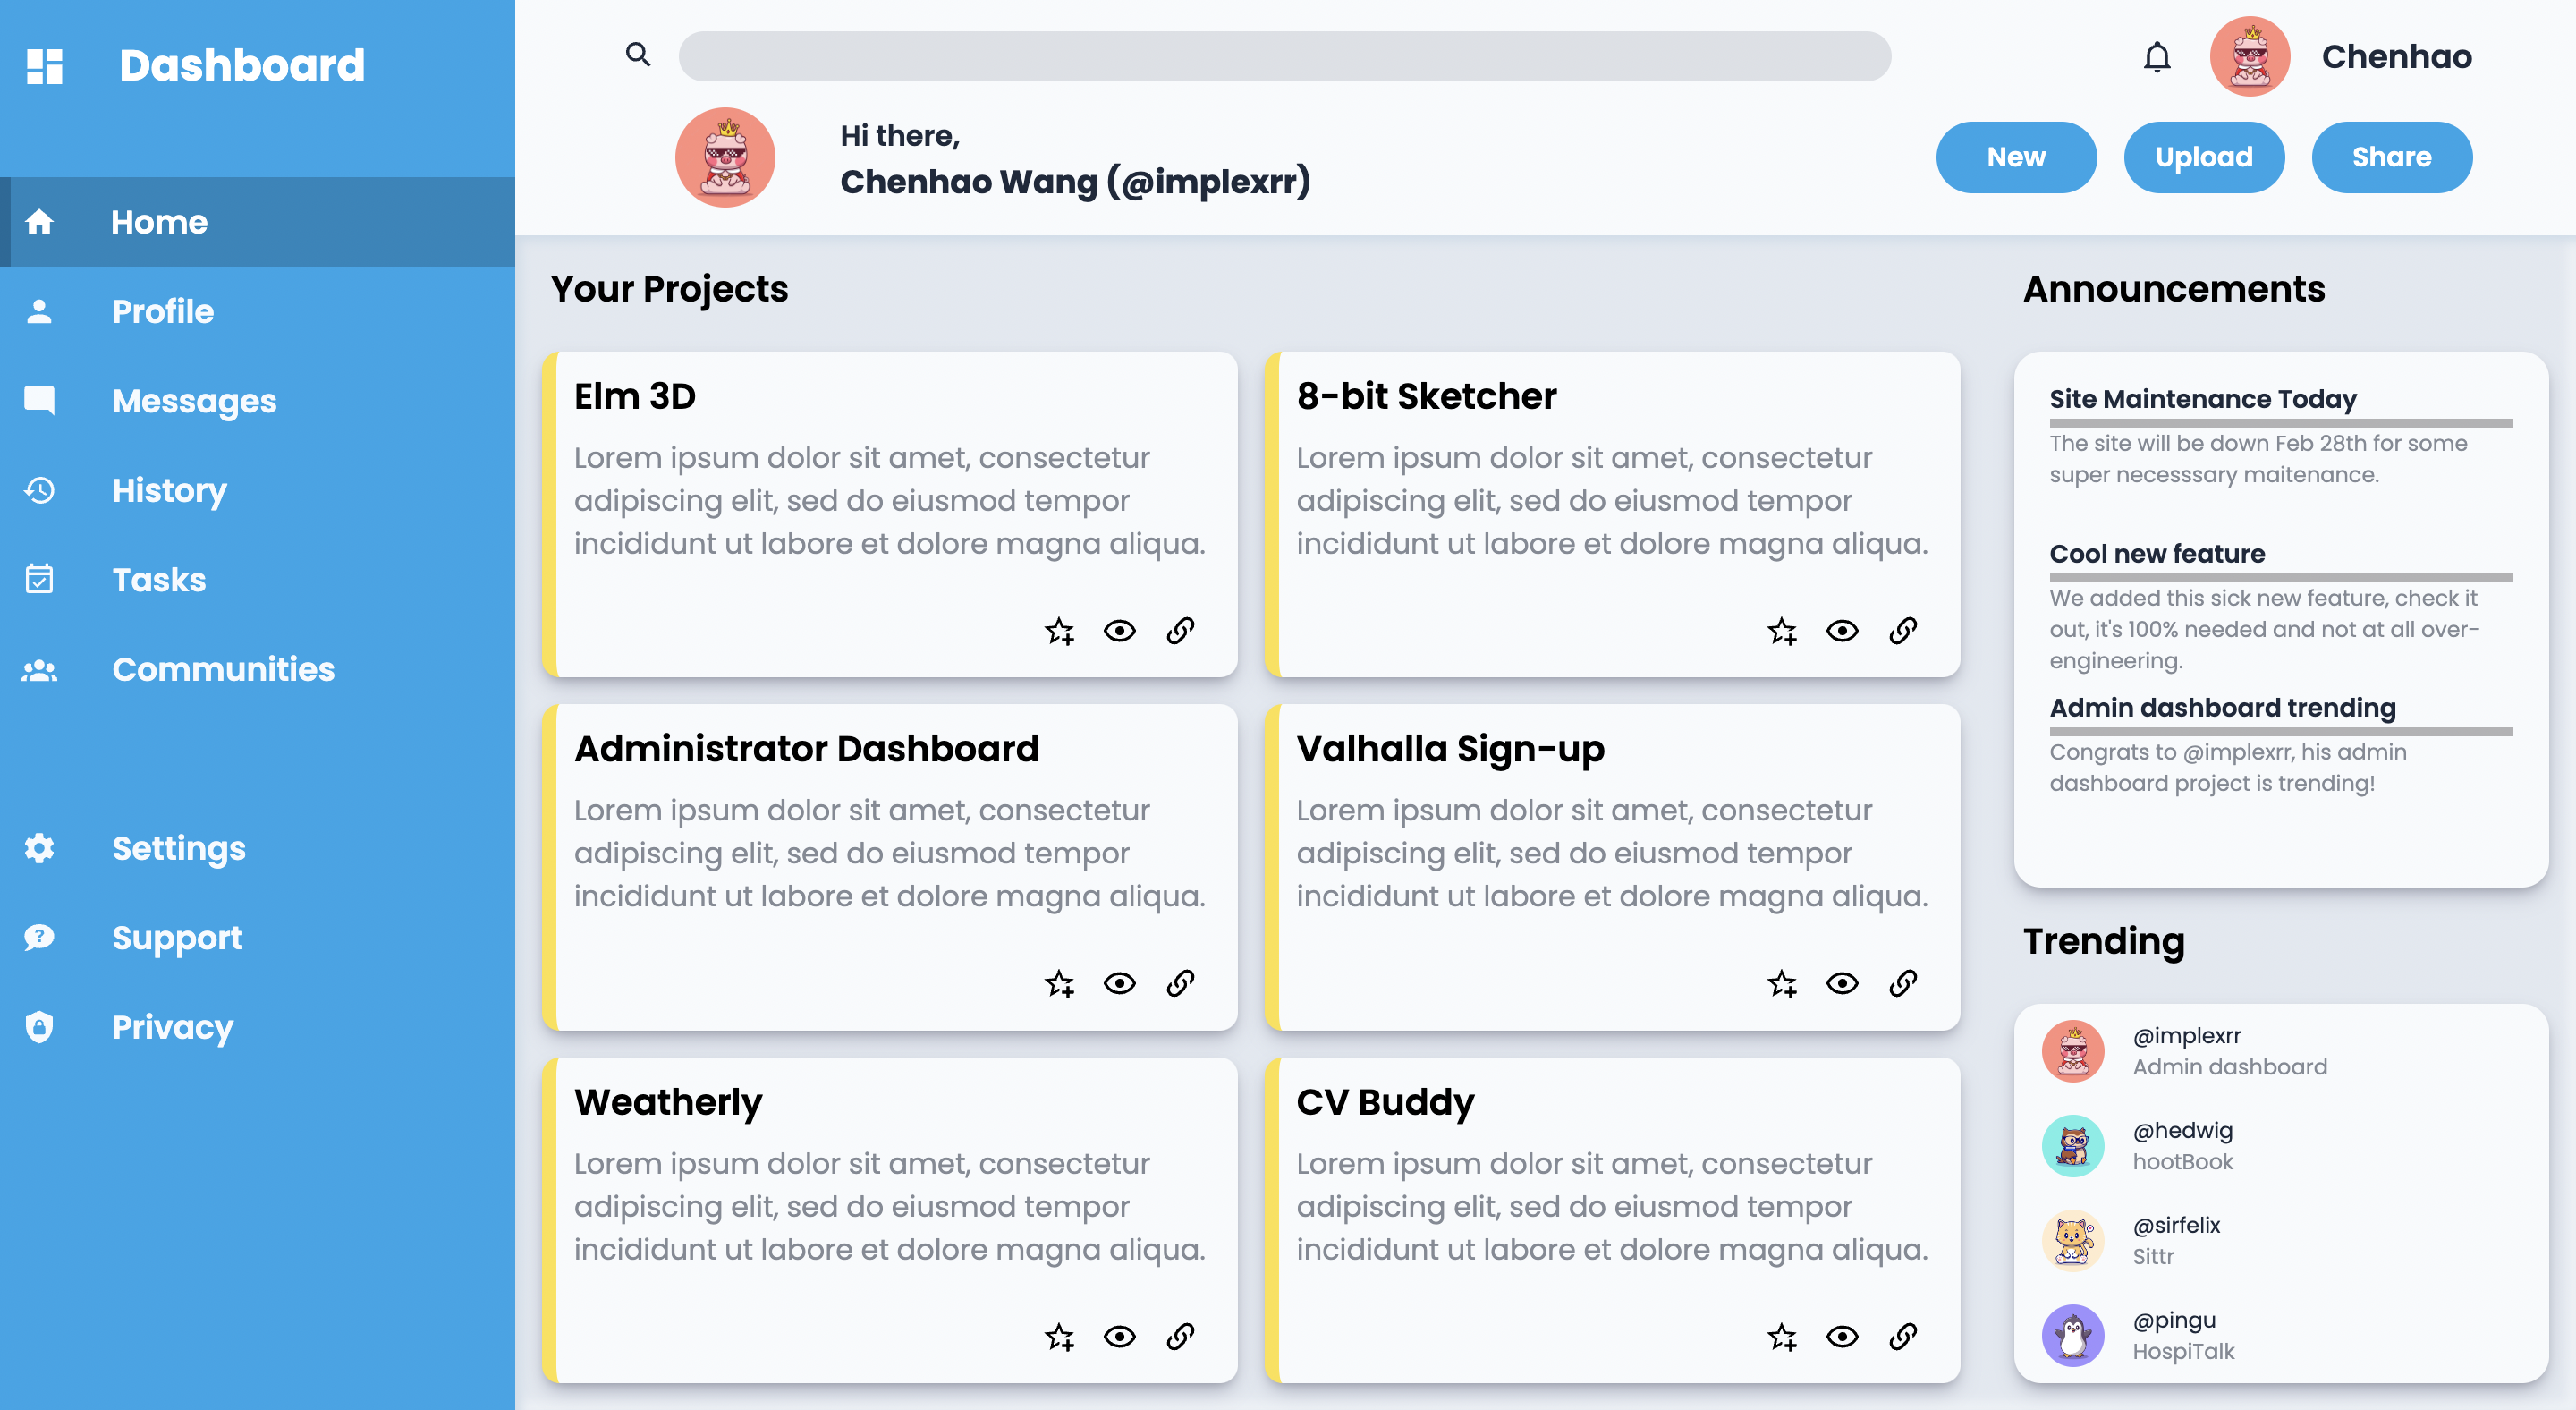 Dashboard
Home
Profile
Messages
History
Tasks
Communities
Settings
Support
Privacy
Chenhao
Hi there,
Chenhao Wang (@implexrr)
New
Upload
Share
Your Projects
Elm 3D
Lorem ipsum dolor sit amet, consectetur
adipiscing elit, sed do eiusmod tempor
incididunt ut labore et dolore magna aliqua.
8-bit Sketcher
Lorem ipsum dolor sit amet, consectetur
adipiscing elit, sed do eiusmod tempor
incididunt ut labore et dolore magna aliqua.
Administrator Dashboard
Lorem ipsum dolor sit amet, consectetur
adipiscing elit, sed do eiusmod tempor
incididunt ut labore et dolore magna aliqua.
Valhalla Sign-up
Lorem ipsum dolor sit amet, consectetur
adipiscing elit, sed do eiusmod tempor
incididunt ut labore et dolore magna aliqua.
Weatherly
Lorem ipsum dolor sit amet, consectetur
adipiscing elit, sed do eiusmod tempor
incididunt ut labore et dolore magna aliqua.
CV Buddy
Lorem ipsum dolor sit amet, consectetur
adipiscing elit, sed do eiusmod tempor
incididunt ut labore et dolore magna aliqua.
Announcements
Site Maintenance Today
The site will be down Feb 28th for some
super necesssary maitenance.
Cool new feature
We added this sick new feature, check it
out, it's 100% needed and not at all over-
engineering.
Admin dashboard trending
Congrats to @implexrr, his admin
dashboard project is trending!
Trending
@implexrr
Admin dashboard
@hedwig
hootBook
@sirfelix
Sittr
@pingu
HospiTalk